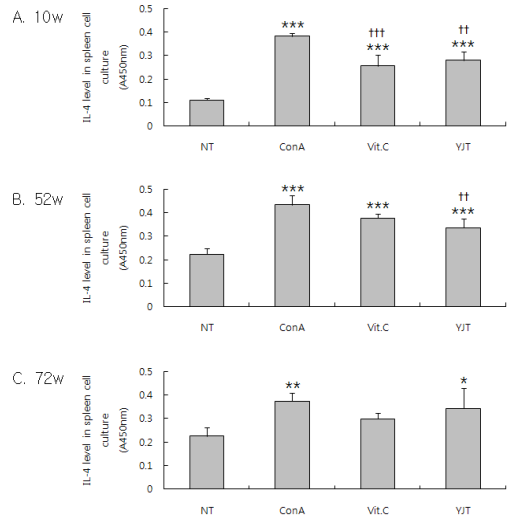 A. 10w
IL-4 level in spleen cell
culture
(A450nm)
0.5
0.4
0.3
0.2
0.1
0
***
†††
***
††
***
NT ConA Vit.C YJT
B. 52w
IL-4 level in spleen cell
culture
(A450nm)
0.5
0.4
0.3
0.2
0.1
0
***
***
††
***
NT ConA Vit.C YJT
C. 72w
IL-4 level in spleen cell
culture
(A450nm)
0.5
0.4
0.3
0.2
0.1
0
**
*
NT ConA Vit.C YJT